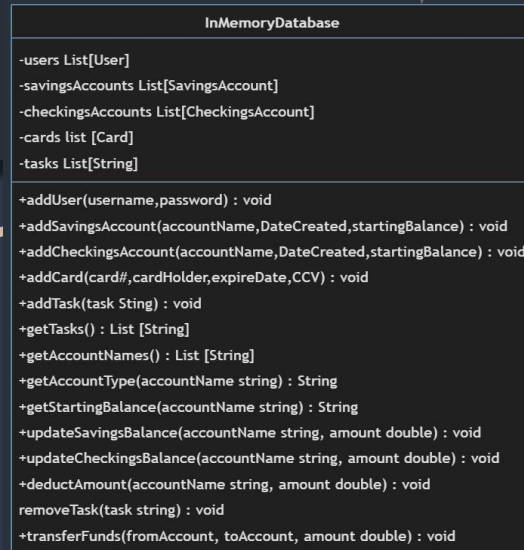 InMemoryDatabase
-users List[User]
-savingsAccounts List[SavingsAccount]
-checkingsAccounts List[CheckingsAccount]
-cards list [Card]
-tasks List[String]
+addUser(username,password) : void
+addSavingsAccount(accountName,DateCreated,startingBalance) : void
+addCheckingsAccount(accountName,DateCreated,startingBalance) : void
+addCard(card#,cardHolder,expireDate,CCV) : void
+addTask(task Sting) : void
+getTasks() : List [String]
+getAccountNames() : List [String]
+getAccountType(accountName string) : String
+getStartingBalance(accountName string) : String
+updateSavingsBalance(accountName string, amount double) : void
+updateCheckingsBalance(accountName string, amount double) : void
+deductAmount(accountName string, amount double) : void
removeTask(task string) : void
+transferFunds(fromAccount, toAccount, amount double) : void